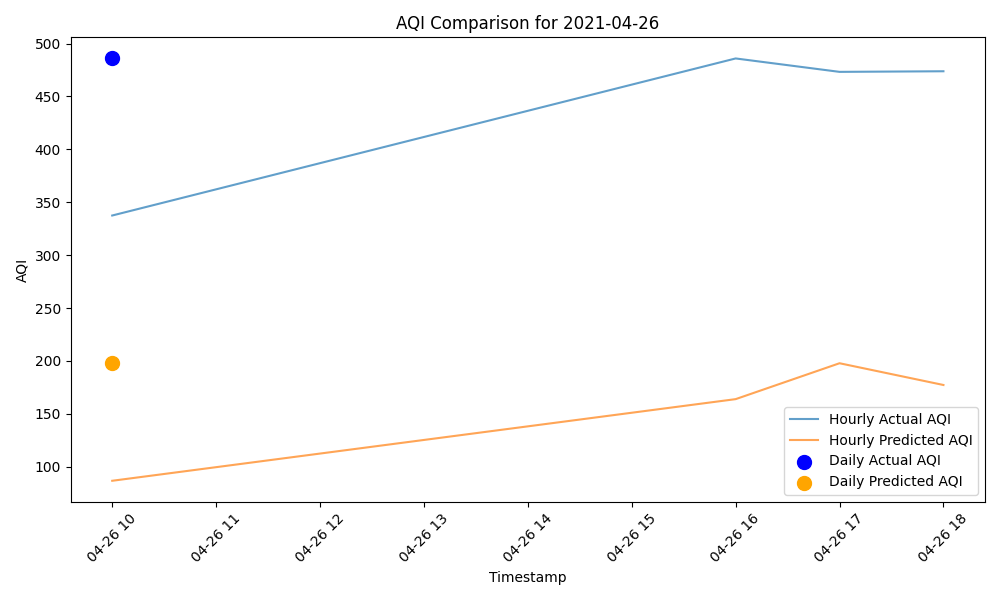 AQI Comparison for 2021-04-26
500
450
400
350
300
250
200
150
100
AQI
04-26 10
04-26 11
04-26 12
04-26 13
04-26 14
04-26 15
04-26 16
04-26 17
04-26 18
Timestamp
Hourly Actual AQI
Hourly Predicted AQI
Daily Actual AQI
Daily Predicted AQI